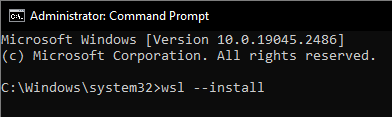 Administrator: Command Prompt
Microsoft Windows [Version 10.0.19045.2486]
(c) Microsoft Corporation. All rights reserved.
C:\Windows\system32>wsl --install